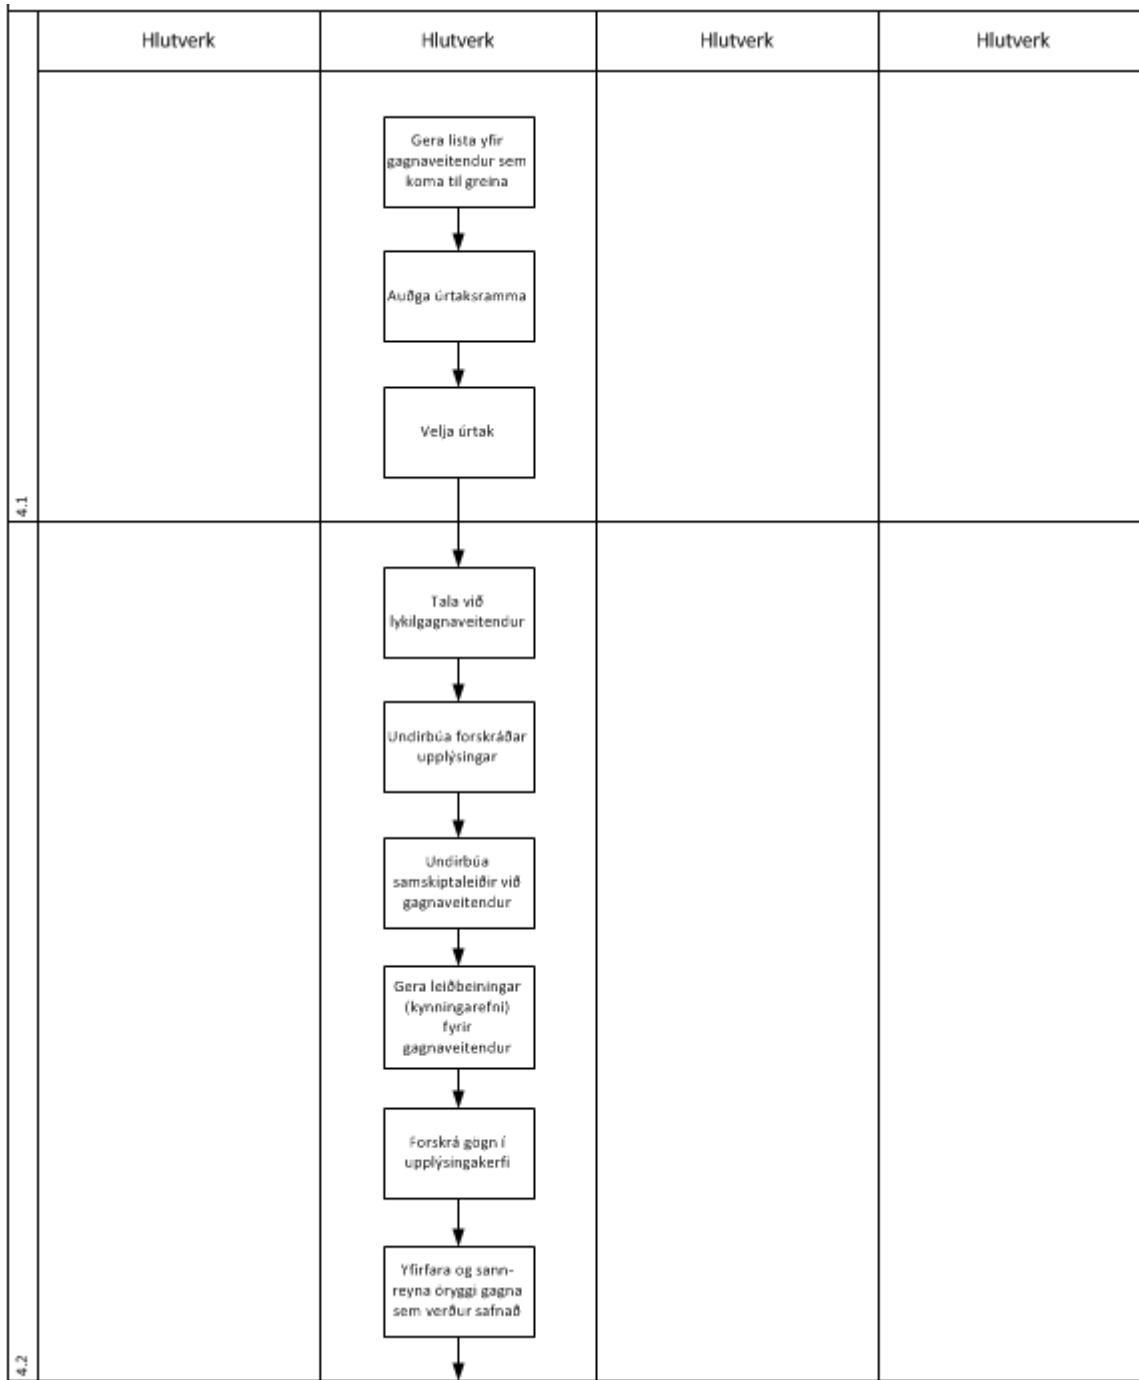 Hlutverk
Hlutverk
Hlutverk
Hlutverk
Gera lista yfir
gagnaveitendur sem
koma til greina
Auðga úrtaksramma
Velja úrtak
4.1
Tala við
lykilgagnaveitendur
Undirbúa forskráðar
upplýsingar
Undirbúa
samskiptaleiðir við
gagnaveitendur
Gera leiðbeiningar
(kynningarefni)
fyrir
gagnaveitendur
Forskrá gögn í
upplýsingakerfi
Yfirfara og sann-
reyna öryggi gagna
sem verður safnað
4.2